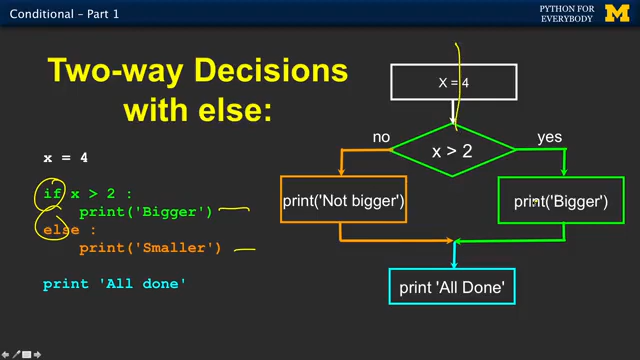 Conditional – Part 1
PYTHON FOR
EVERYBODY
M
Two-way Decisions
with else:
x = 4
if x > 2 :
print('Bigger')
else :
print('Smaller')
print 'All done'
X = 4
no
yes
x > 2
print('Not bigger')
print('Bigger')
print 'All Done'